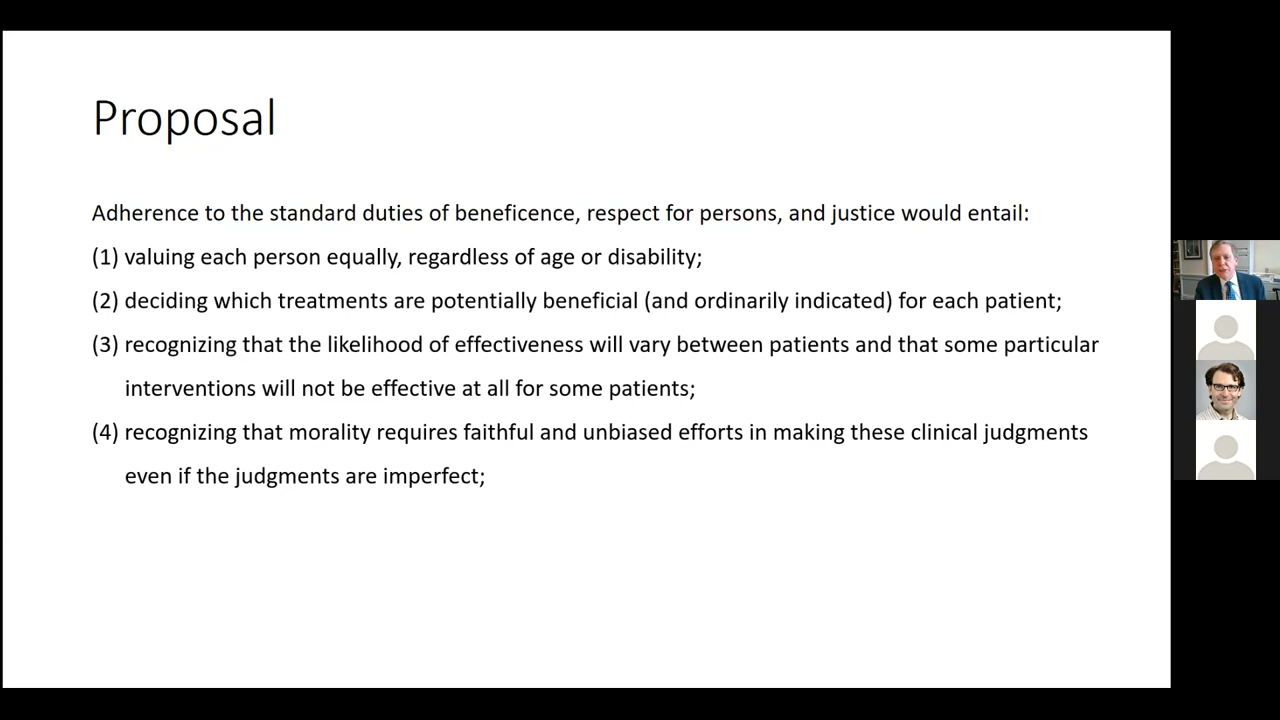 Proposal
Adherence to the standard duties of beneficence, respect for persons, and justice would entail:
(1) valuing each person equally, regardless of age or disability;
(2) deciding which treatments are potentially beneficial (and ordinarily indicated) for each patient;
(3) recognizing that the likelihood of effectiveness will vary between patients and that some particular
interventions will not be effective at all for some patients;
(4) recognizing that morality requires faithful and unbiased efforts in making these clinical judgments
even if the judgments are imperfect;